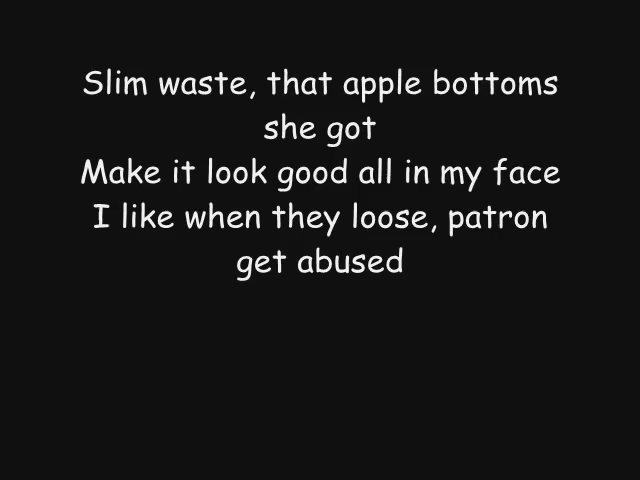 Slim waste, that apple bottoms
she got
Make it look good all in my face
I like when they loose, patron
get abused